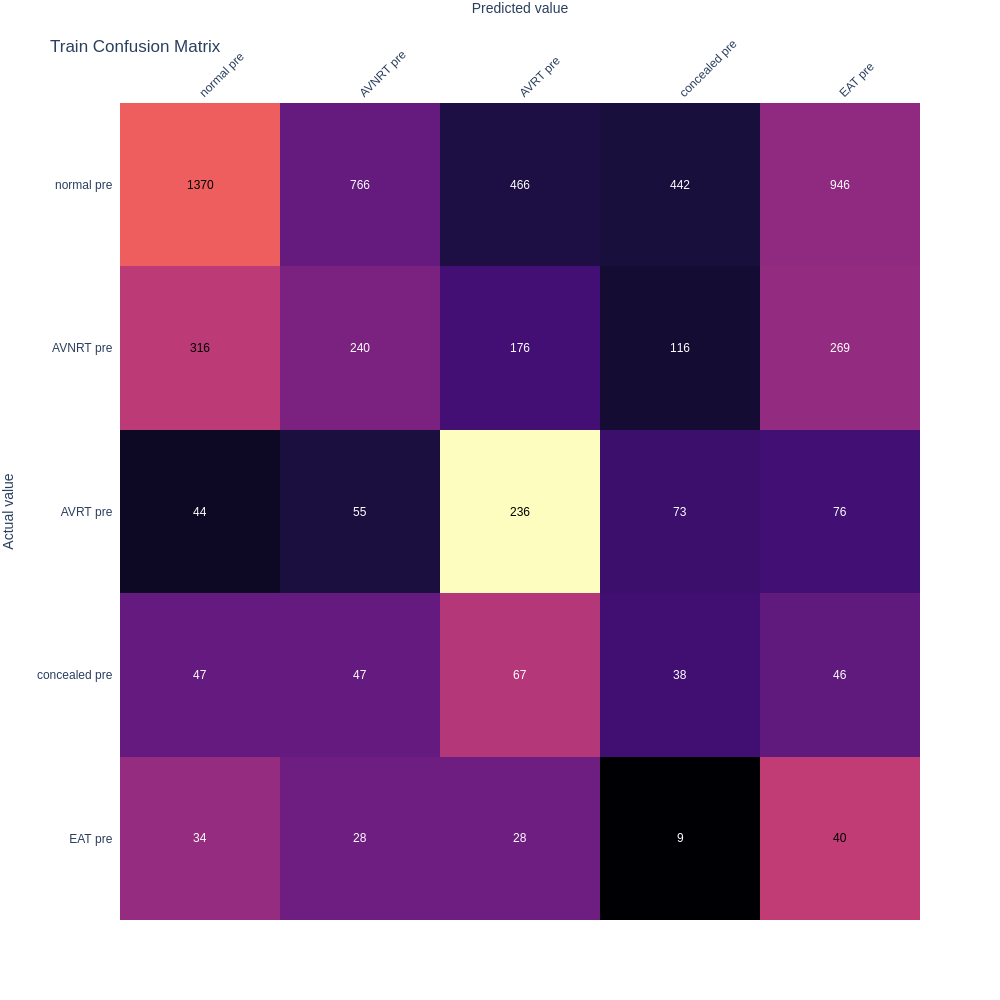 Predicted value
Train Confusion Matrix
normal pre AVNRT pre AVRT pre concealed pre EAT pre
normal pre 1370 766 466 442 946
AVNRT pre 316 240 176 116 269
AVRT pre 44 55 236 73 76
concealed pre 47 47 67 38 46
EAT pre 34 28 28 9 40
Actual value